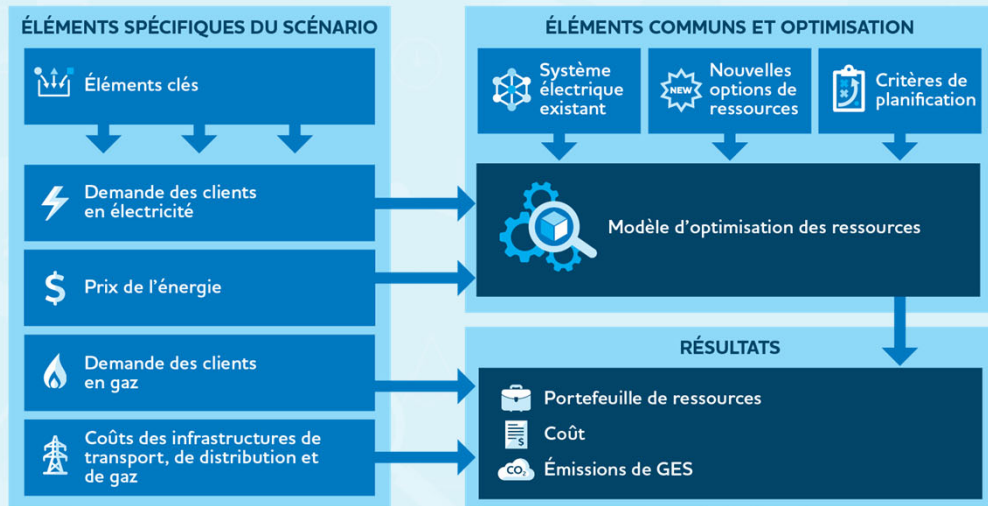 ÉLÉMENTS SPÉCIFIQUES DU SCÉNARIO
Éléments clés
Demande des clients
en électricité
$
Prix de l'énergie
Demande des clients
en gaz
Coûts des infrastructures de
transport, de distribution et
de gaz
ÉLÉMENTS COMMUNS ET OPTIMISATION
Système
électrique
existant
NEW
Nouvelles
options de
ressources
Critères de
planification
Modèle d'optimisation des ressources
RÉSULTATS
Portefeuille de ressources
$
Coût
CO₂
Émissions de GES